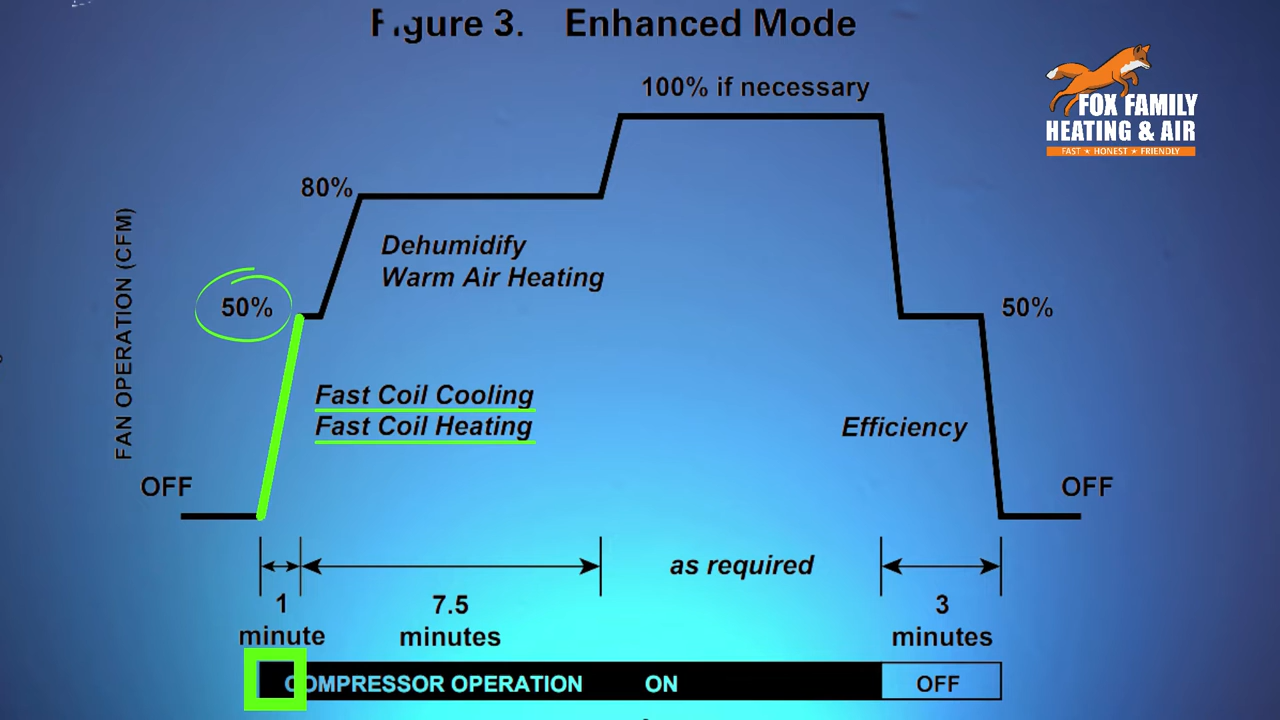 Figure 3. Enhanced Mode
100% if necessary
FOX FAMILY
HEATING & AIR
FAST ★ HONEST ★ FRIENDLY
80%
Dehumidify
Warm Air Heating
FAN OPERATION (CFM)
50%
50%
Fast Coil Cooling
Fast Coil Heating
Efficiency
OFF
OFF
as required
1
minute
7.5
minutes
3
minutes
COMPRESSOR OPERATION ON
OFF